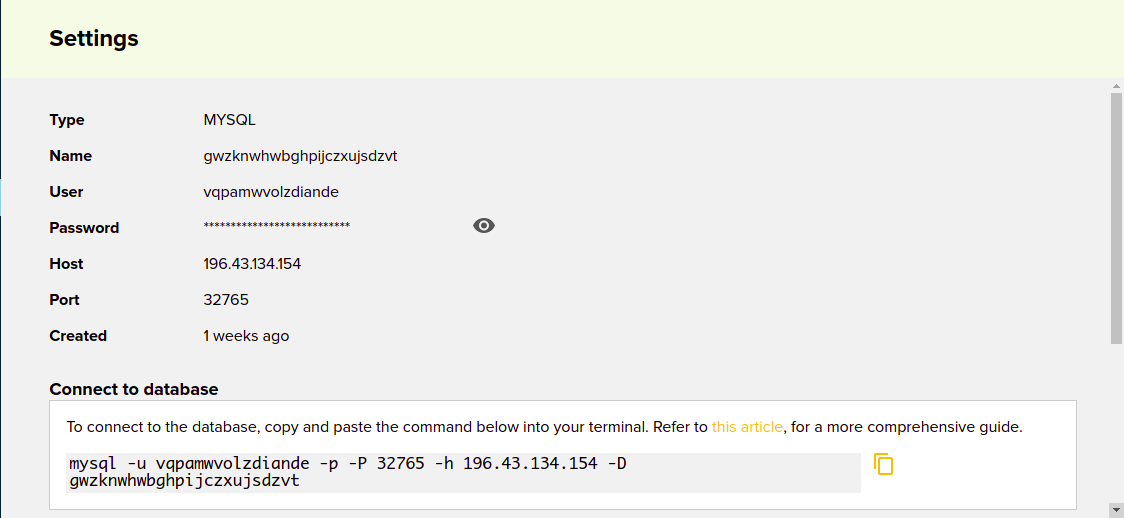 Settings
Type MYSQL
Name gwzknwhwbghpijczxujsdzvt
User vqpamwvolzdiande
Password ****************************
Host 196.43.134.154
Port 32765
Created 1 weeks ago
Connect to database
To connect to the database, copy and paste the command below into your terminal. Refer to this article, for a more comprehensive guide.
mysql -u vqpamwvolzdiande -p -P 32765 -h 196.43.134.154 -D
gwzknwhwbghpijczxujsdzvt